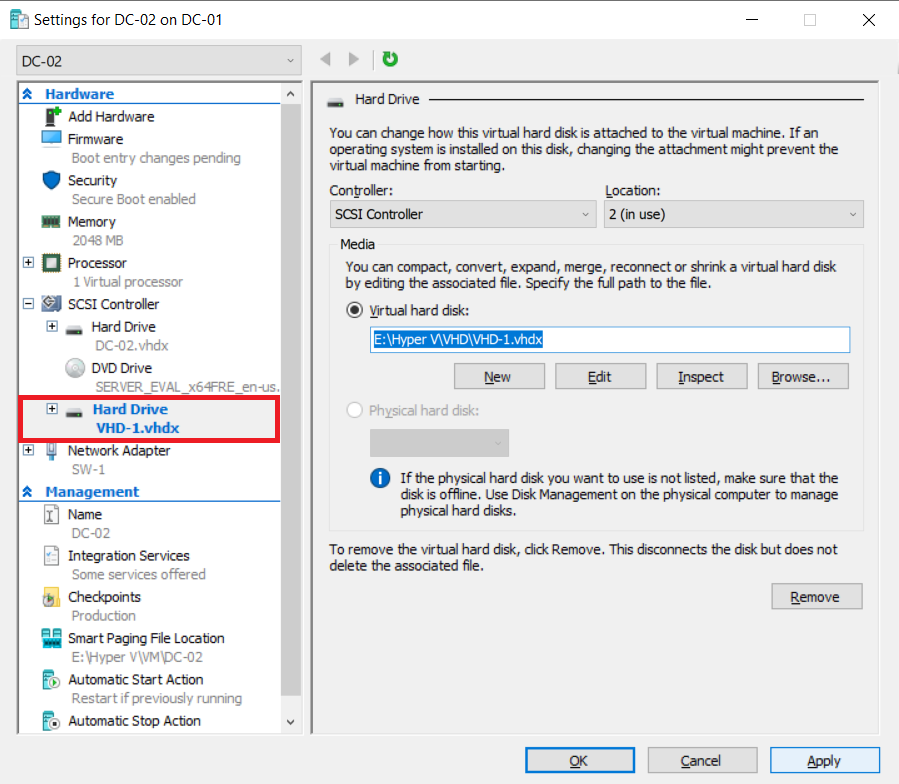 Settings for DC-02 on DC-01
DC-02
Hardware
Add Hardware
Firmware
Boot entry changes pending
Security
Secure Boot enabled
Memory
2048 MB
Processor
1 Virtual processor
SCSI Controller
Hard Drive
DC-02.vhdx
DVD Drive
SERVER_EVAL_x64FRE_en-us.
Hard Drive
VHD-1.vhdx
Network Adapter
SW-1
Management
Name
DC-02
Integration Services
Some services offered
Checkpoints
Production
Smart Paging File Location
E:\Hyper V\VM\DC-02
Automatic Start Action
Restart if previously running
Automatic Stop Action
Hard Drive
You can change how this virtual hard disk is attached to the virtual machine. If an
operating system is installed on this disk, changing the attachment might prevent the
virtual machine from starting.
Controller:
Location:
SCSI Controller
2 (in use)
Media
You can compact, convert, expand, merge, reconnect or shrink a virtual hard disk
by editing the associated file. Specify the full path to the file.
Virtual hard disk:
E:\Hyper V\VHD\VHD-1.vhdx
New
Edit
Inspect
Browse...
Physical hard disk:
If the physical hard disk you want to use is not listed, make sure that the
disk is offline. Use Disk Management on the physical computer to manage
physical hard disks.
To remove the virtual hard disk, click Remove. This disconnects the disk but does not
delete the associated file.
Remove
OK
Cancel
Apply